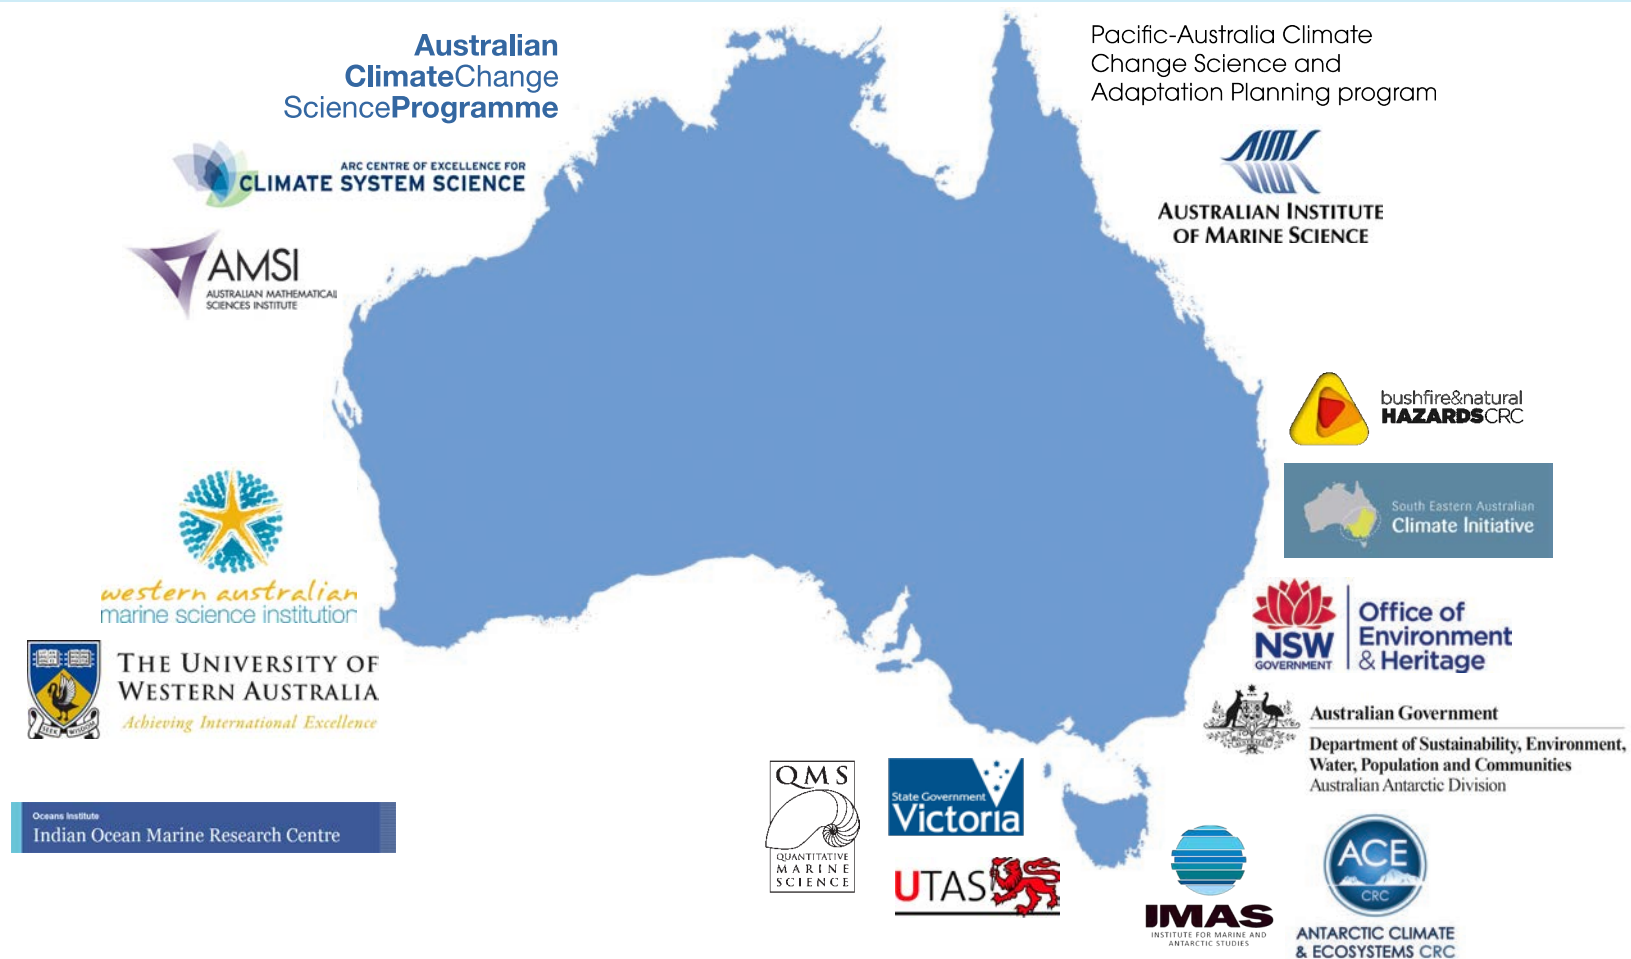 Australian
ClimateChange
ScienceProgramme
Pacific-Australia Climate
Change Science and
Adaptation Planning program
ARC CENTRE OF EXCELLENCE FOR
CLIMATE SYSTEM SCIENCE
AIMS
AUSTRALIAN INSTITUTE
OF MARINE SCIENCE
AMSI
AUSTRALIAN MATHEMATICAL
SCIENCES INSTITUTE
bushfire&natural
HAZARDSCRC
South Eastern Australian
Climate Initiative
western australian
marine science institution
NSW
GOVERNMENT
Office of
Environment
& Heritage
THE UNIVERSITY OF
WESTERN AUSTRALIA
Achieving International Excellence
SEEK WISDOM
Australian Government
Department of Sustainability, Environment,
Water, Population and Communities
Australian Antarctic Division
Oceans Institute
Indian Ocean Marine Research Centre
QMS
QUANTITATIVE
MARINE
SCIENCE
State Government
Victoria
UTAS
IMAS
INSTITUTE FOR MARINE AND
ANTARCTIC STUDIES
ACE
CRC
ANTARCTIC CLIMATE
& ECOSYSTEMS CRC